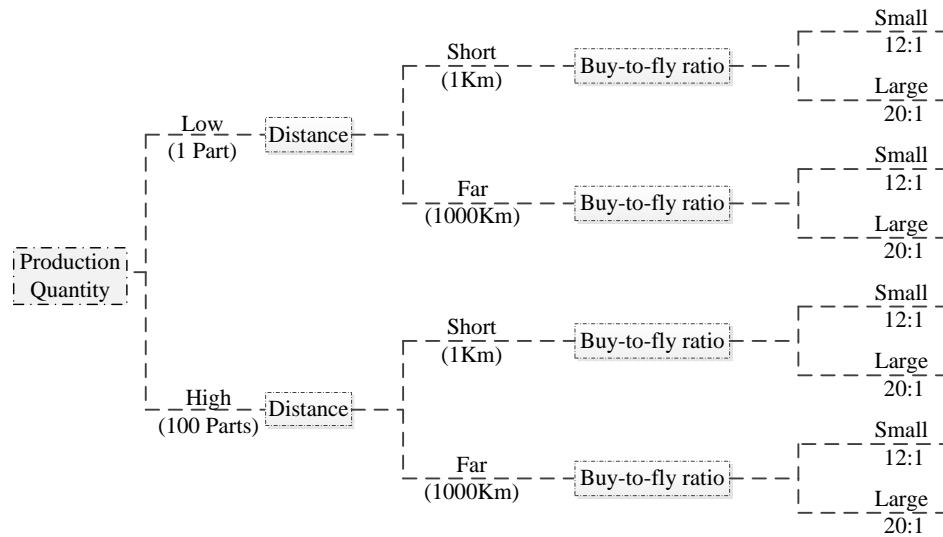 Small
12:1
Short
(1Km)
Buy-to-fly ratio
Large
20:1
Low
(1 Part)
Distance
Small
12:1
Far
(1000Km)
Buy-to-fly ratio
Large
20:1
Production
Quantity
Small
12:1
Short
(1Km)
Buy-to-fly ratio
Large
20:1
High
(100 Parts)
Distance
Small
12:1
Far
(1000Km)
Buy-to-fly ratio
Large
20:1